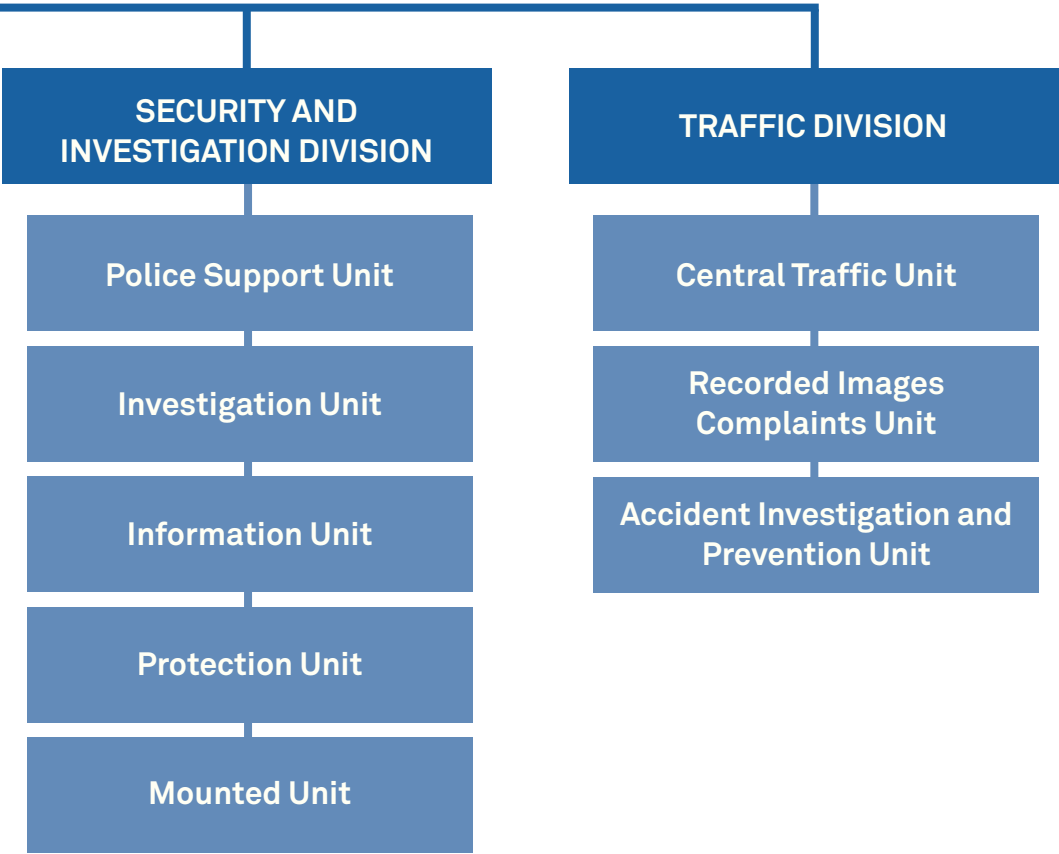 SECURITY AND
INVESTIGATION DIVISION
Police Support Unit
Investigation Unit
Information Unit
Protection Unit
Mounted Unit
TRAFFIC DIVISION
Central Traffic Unit
Recorded Images
Complaints Unit
Accident Investigation and
Prevention Unit